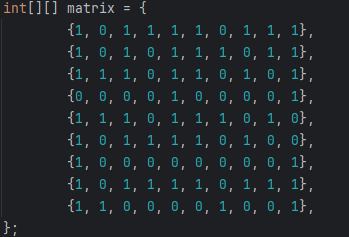 int[][] matrix = {
{1, 0, 1, 1, 1, 1, 0, 1, 1, 1},
{1, 0, 1, 0, 1, 1, 1, 0, 1, 1},
{1, 1, 1, 0, 1, 1, 0, 1, 0, 1},
{0, 0, 0, 0, 1, 0, 0, 0, 0, 1},
{1, 1, 1, 0, 1, 1, 1, 0, 1, 0},
{1, 0, 1, 1, 1, 1, 0, 1, 0, 0},
{1, 0, 0, 0, 0, 0, 0, 0, 0, 1},
{1, 0, 1, 1, 1, 1, 0, 1, 1, 1},
{1, 1, 0, 0, 0, 0, 1, 0, 0, 1},
};